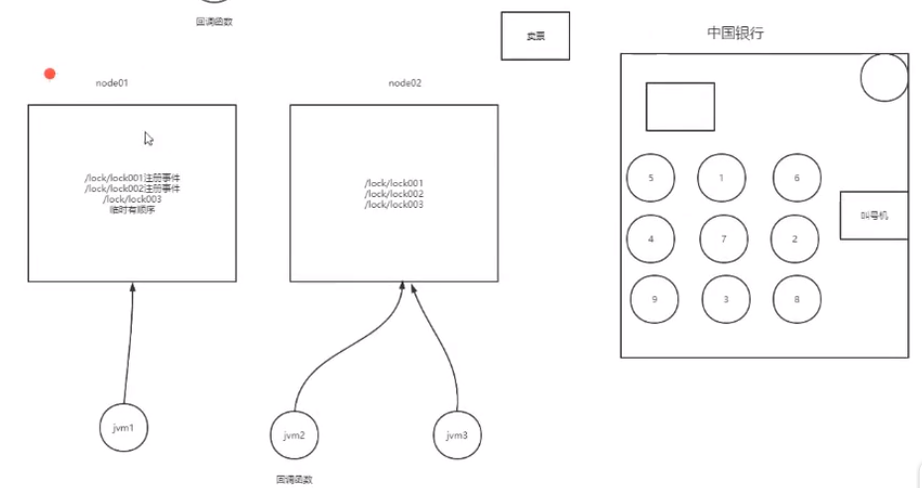 回调函数
卖票
中国银行
node01
node02
/lock/lock001注册事件
/lock/lock002注册事件
/lock/lock003
临时有顺序
/lock/lock001
/lock/lock002
/lock/lock003
5
1
6
叫号机
4
7
2
9
3
8
jvm1
jvm2
jvm3
回调函数